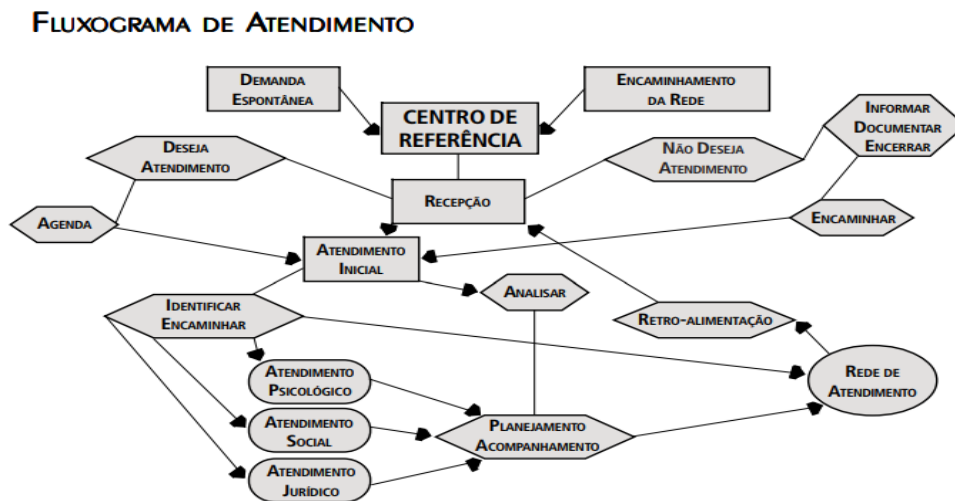 FLUXOGRAMA DE ATENDIMENTO
DEMANDA
ESPONTÂNEA
ENCAMINHAMENTO
DA REDE
CENTRO DE
REFERÊNCIA
INFORMAR
DOCUMENTAR
ENCERRAR
DESEJA
ATENDIMENTO
NÃO DESEJA
ATENDIMENTO
RECEPÇÃO
AGENDA
ENCAMINHAR
ATENDIMENTO
INICIAL
ANALISAR
IDENTIFICAR
ENCAMINHAR
RETRO-ALIMENTAÇÃO
ATENDIMENTO
PSICOLÓGICO
REDE DE
ATENDIMENTO
ATENDIMENTO
SOCIAL
PLANEJAMENTO
ACOMPANHAMENTO
ATENDIMENTO
JURÍDICO